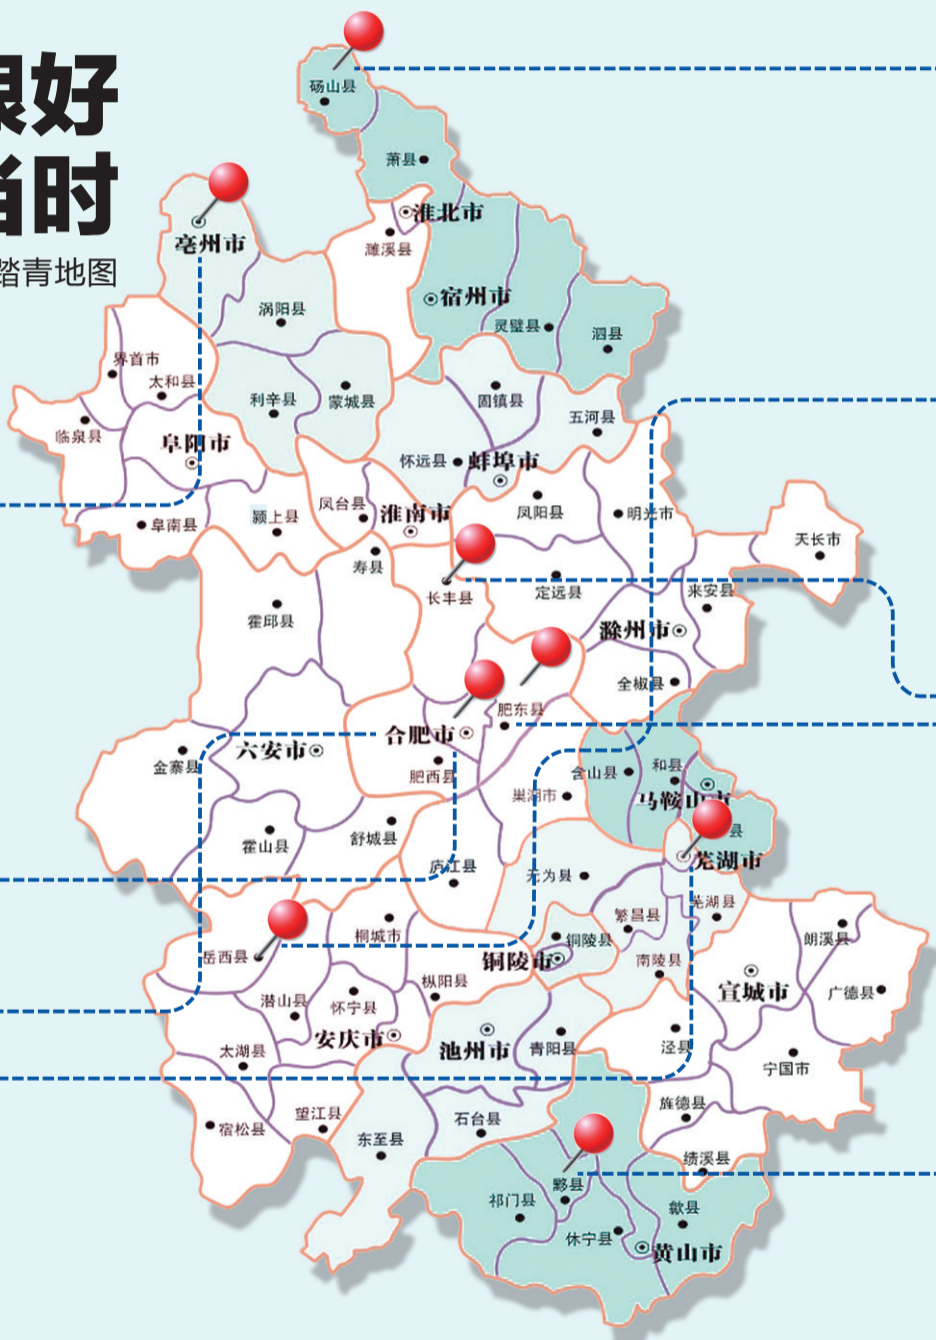 很好
当时
踏青地图
砀山县
萧县
淮北市
濉溪县
亳州市
宿州市
涡阳县
灵璧县
泗县
界首市
太和县
利辛县
蒙城县
固镇县
五河县
临泉县
阜阳市
怀远县
蚌埠市
凤台县
淮南市
凤阳县
明光市
阜南县
颍上县
天长市
寿县
长丰县
定远县
来安县
霍邱县
滁州市
全椒县
肥东县
合肥市
六安市
金寨县
肥西县
含山县
和县
巢湖市
马鞍山市
县
霍山县
舒城县
芜湖市
庐江县
无为县
芜湖县
繁昌县
桐城市
铜陵县
朗溪县
岳西县
铜陵市
南陵县
枞阳县
宣城市
广德县
潜山县
怀宁县
安庆市
池州市
青阳县
泾县
太湖县
宁国市
旌德县
望江县
宿松县
石台县
东至县
绩溪县
黟县
祁门县
歙县
休宁县
黄山市